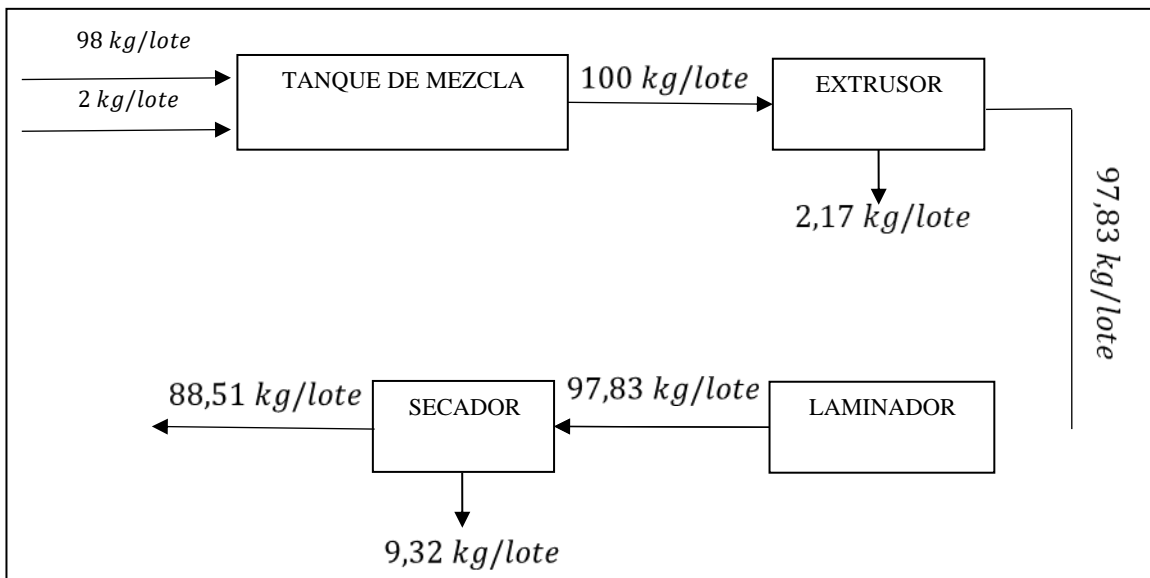 98 kg/lote
2 kg/lote
TANQUE DE MEZCLA
100 kg/lote
EXTRUSOR
2,17 kg/lote
97,83 kg/lote
LAMINADOR
97,83 kg/lote
SECADOR
88,51 kg/lote
9,32 kg/lote